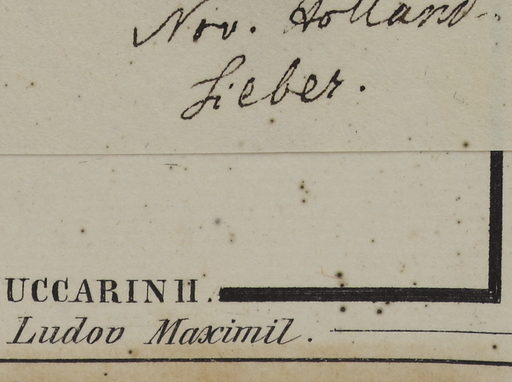 Nov. Holland.
Sieber.
UCCARINII.
Ludov Maximil.